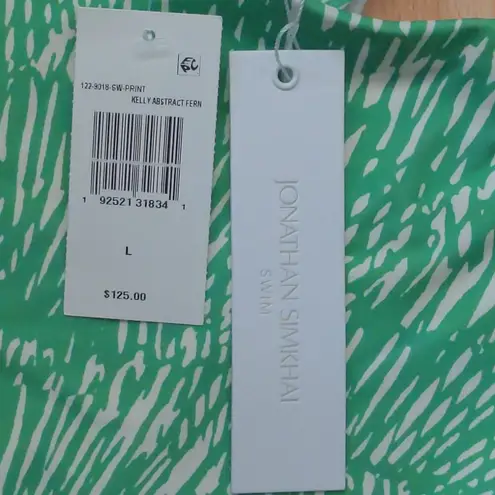 122-9018-SW-PRINT
KELLY ABSTRACT FERN
1 92521 31834 1
L
$125.00
JONATHAN SIMKHAI
SWIM